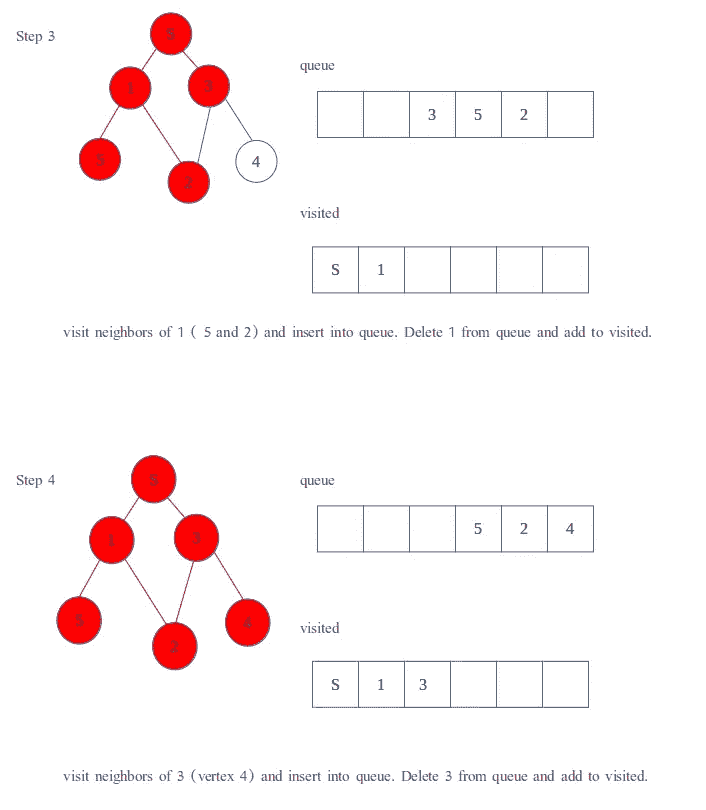 Step 3
S
1
3
5
2
4
queue
3 5 2
visited
S 1
visit neighbors of 1 ( 5 and 2) and insert into queue. Delete 1 from queue and add to visited.
Step 4
S
1
3
5
2
4
queue
5 2 4
visited
S 1 3
visit neighbors of 3 (vertex 4) and insert into queue. Delete 3 from queue and add to visited.